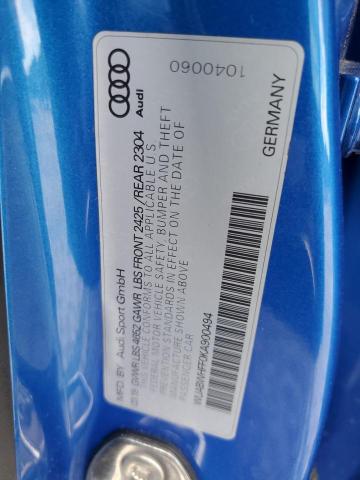 1040060
Audi
GERMANY
MFD. BY Audi Sport GmbH
03/19 GVWR LBS 4652 GAWR LBS FRONT 2425 /REAR 2304
THIS VEHICLE CONFORMS TO ALL APPLICABLE U S
FEDERAL MOTOR VEHICLE SAFETY, BUMPER AND THEFT
PREVENTION STANDARDS IN EFFECT ON THE DATE OF
MANUFACTURE SHOWN ABOVE
PASSENGER CAR
WUABWHFF0KA900494